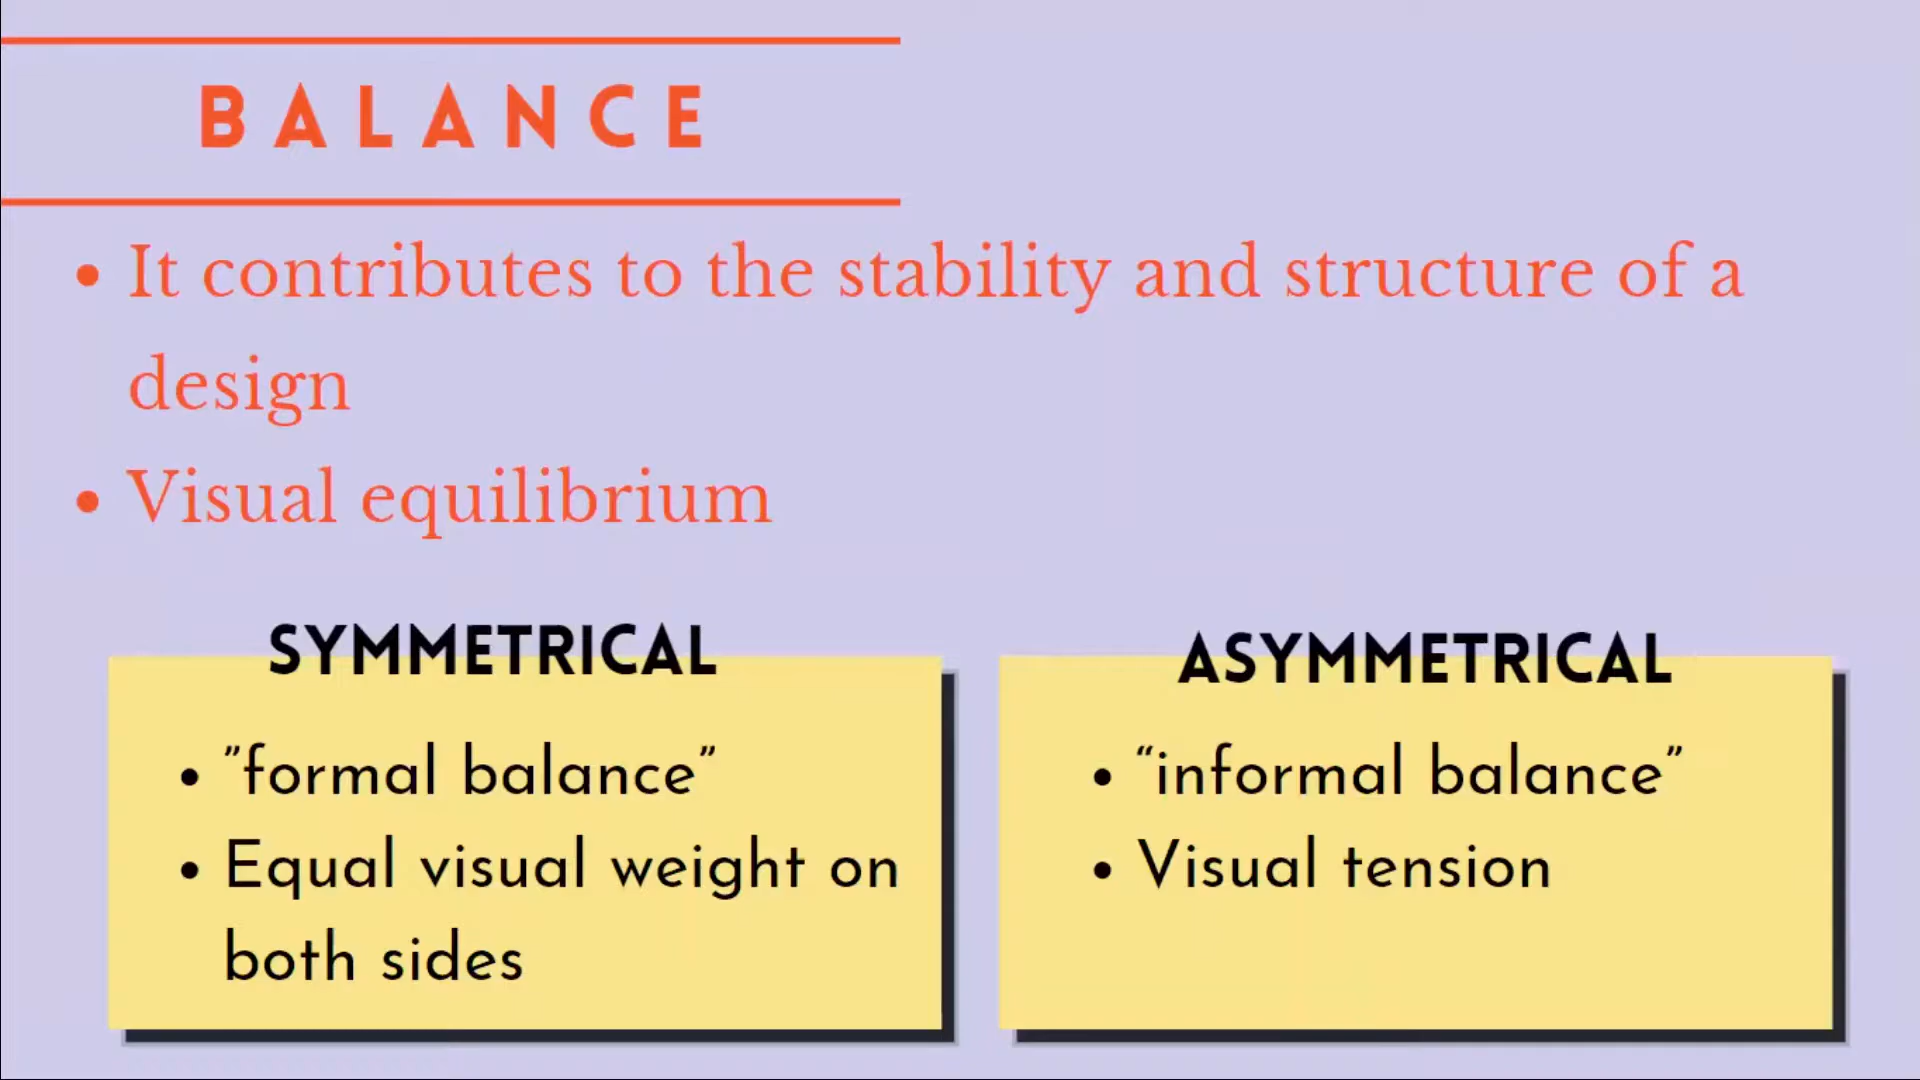 BALANCE
• It contributes to the stability and structure of a
design
• Visual equilibrium
SYMMETRICAL
• ”formal balance”
• Equal visual weight on
both sides
ASYMMETRICAL
• “informal balance”
• Visual tension